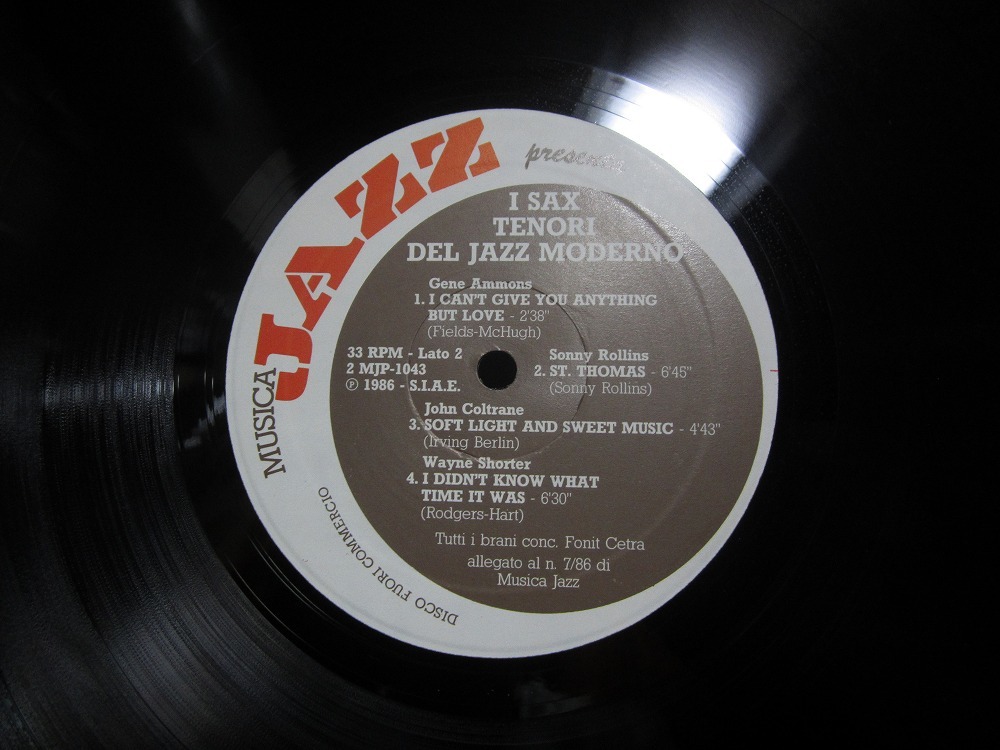 MUSICA JAZZ presenta
I SAX
TENORI
DEL JAZZ MODERNO
Gene Ammons
1. I CAN'T GIVE YOU ANYTHING
BUT LOVE - 2'38"
(Fields-McHugh)
33 RPM - Lato 2
2 MJP-1043
℗ 1986 - S.I.A.E.
Sonny Rollins
2. ST. THOMAS - 6'45"
(Sonny Rollins)
John Coltrane
3. SOFT LIGHT AND SWEET MUSIC - 4'43"
(Irving Berlin)
Wayne Shorter
4. I DIDN'T KNOW WHAT
TIME IT WAS - 6'30"
(Rodgers-Hart)
Tutti i brani conc. Fonit Cetra
allegato al n. 7/86 di
Musica Jazz
DISCO FUORI COMMERCIO